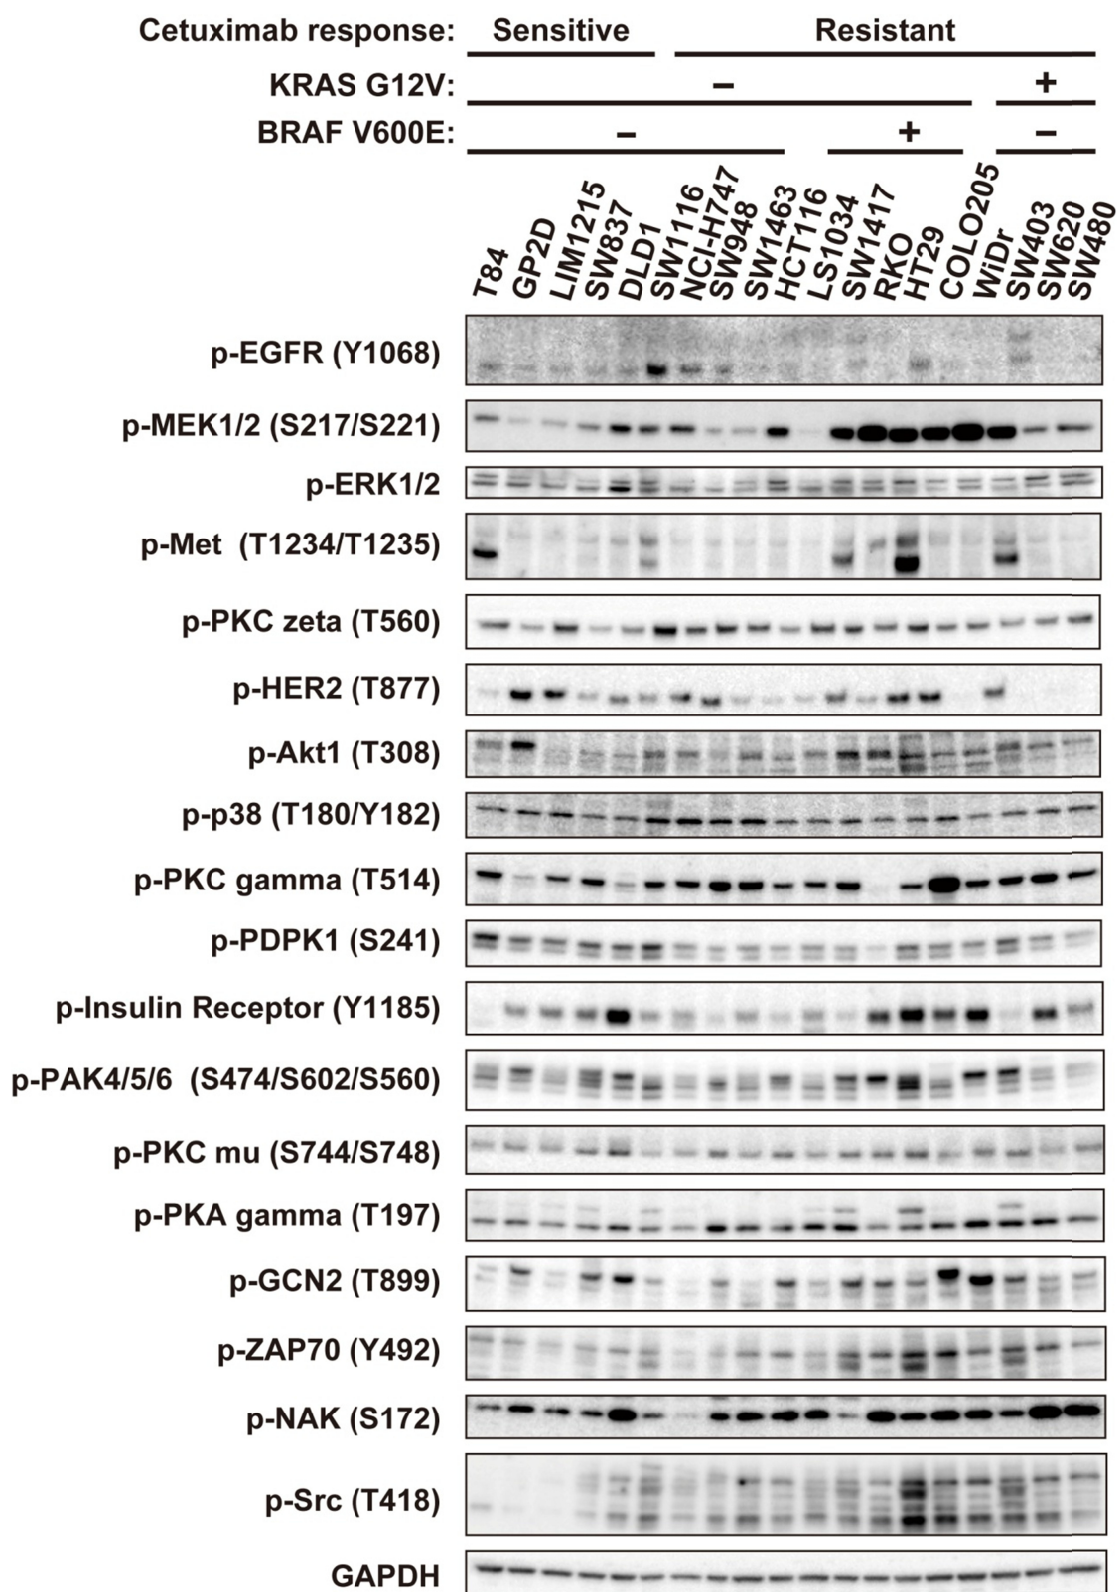 Cetuximab response: Sensitive Resistant
KRAS G12V: – +
BRAF V600E: – + –
T84 GP2D LIM1215 SW837 DLD1 SW1116 NCI-H747 SW948 SW1463 HCT116 LS1034 SW1417 RKO HT29 COLO205 WiDr SW403 SW620 SW480
p-EGFR (Y1068)
p-MEK1/2 (S217/S221)
p-ERK1/2
p-Met (T1234/T1235)
p-PKC zeta (T560)
p-HER2 (T877)
p-Akt1 (T308)
p-p38 (T180/Y182)
p-PKC gamma (T514)
p-PDPK1 (S241)
p-Insulin Receptor (Y1185)
p-PAK4/5/6 (S474/S602/S560)
p-PKC mu (S744/S748)
p-PKA gamma (T197)
p-GCN2 (T899)
p-ZAP70 (Y492)
p-NAK (S172)
p-Src (T418)
GAPDH